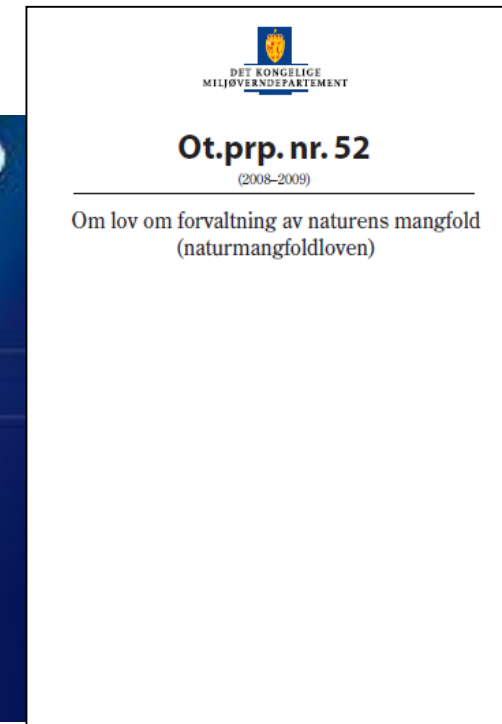 DET KONGELIGE
MILJØVERNDEPARTEMENT
Ot.prp. nr. 52
(2008–2009)
Om lov om forvaltning av naturens mangfold
(naturmangfoldloven)